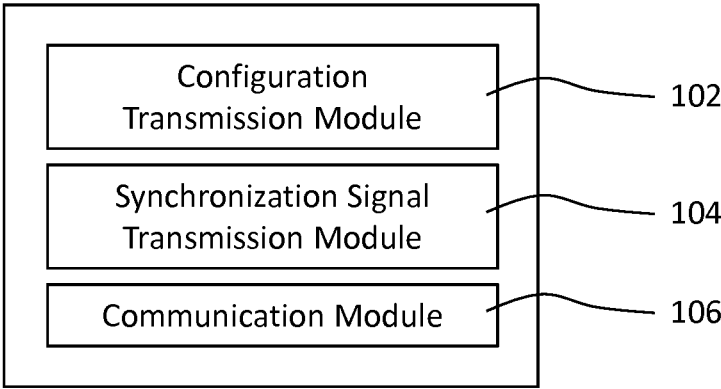 Configuration
Transmission Module
102
Synchronization Signal
Transmission Module
104
Communication Module
106